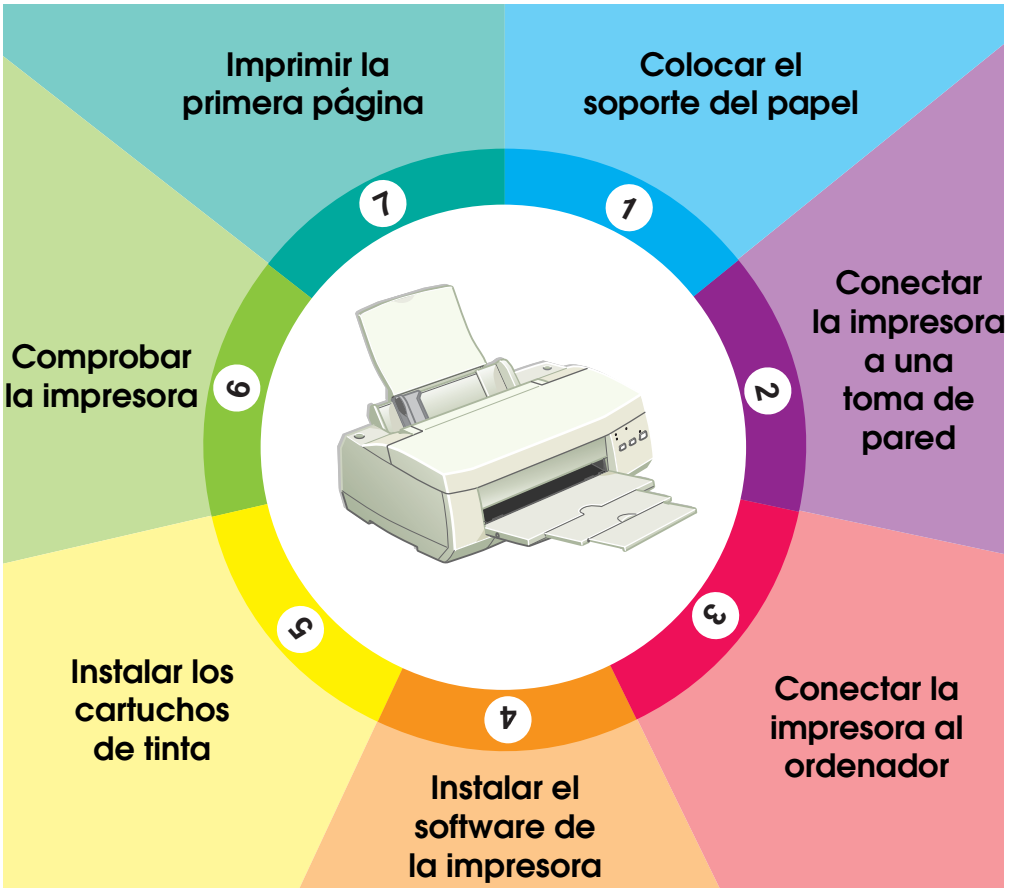 1
Colocar el
soporte del papel
2
Conectar
la impresora
a una
toma de
pared
3
Conectar la
impresora al
ordenador
4
Instalar el
software de
la impresora
5
Instalar los
cartuchos
de tinta
6
Comprobar
la impresora
7
Imprimir la
primera página